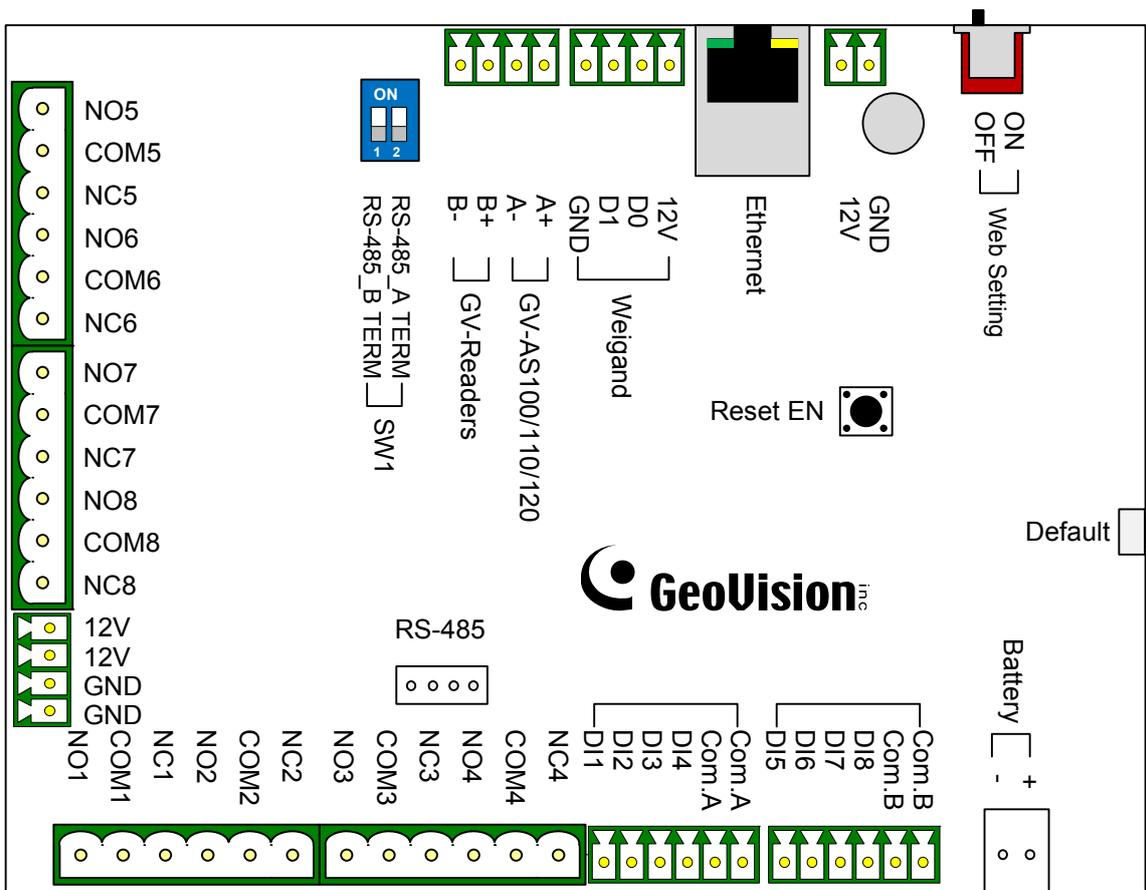 ON
1 2
NO5
COM5
NC5
NO6
COM6
NC6
NO7
COM7
NC7
NO8
COM8
NC8
12V
12V
GND
GND
RS-485_B TERM
RS-485_A TERM
SW1
B-
B+
GV-Readers
A-
A+
GV-AS100/110/120
GND
D1
D0
12V
Weigand
Ethernet
12V
GND
OFF
ON
Web Setting
Reset EN
Default
GeoVision inc
RS-485
Battery
-
+
NO1
COM1
NC1
NO2
COM2
NC2
NO3
COM3
NC3
NO4
COM4
NC4
DI1
DI2
DI3
DI4
Com.A
Com.A
DI5
DI6
DI7
DI8
Com.B
Com.B